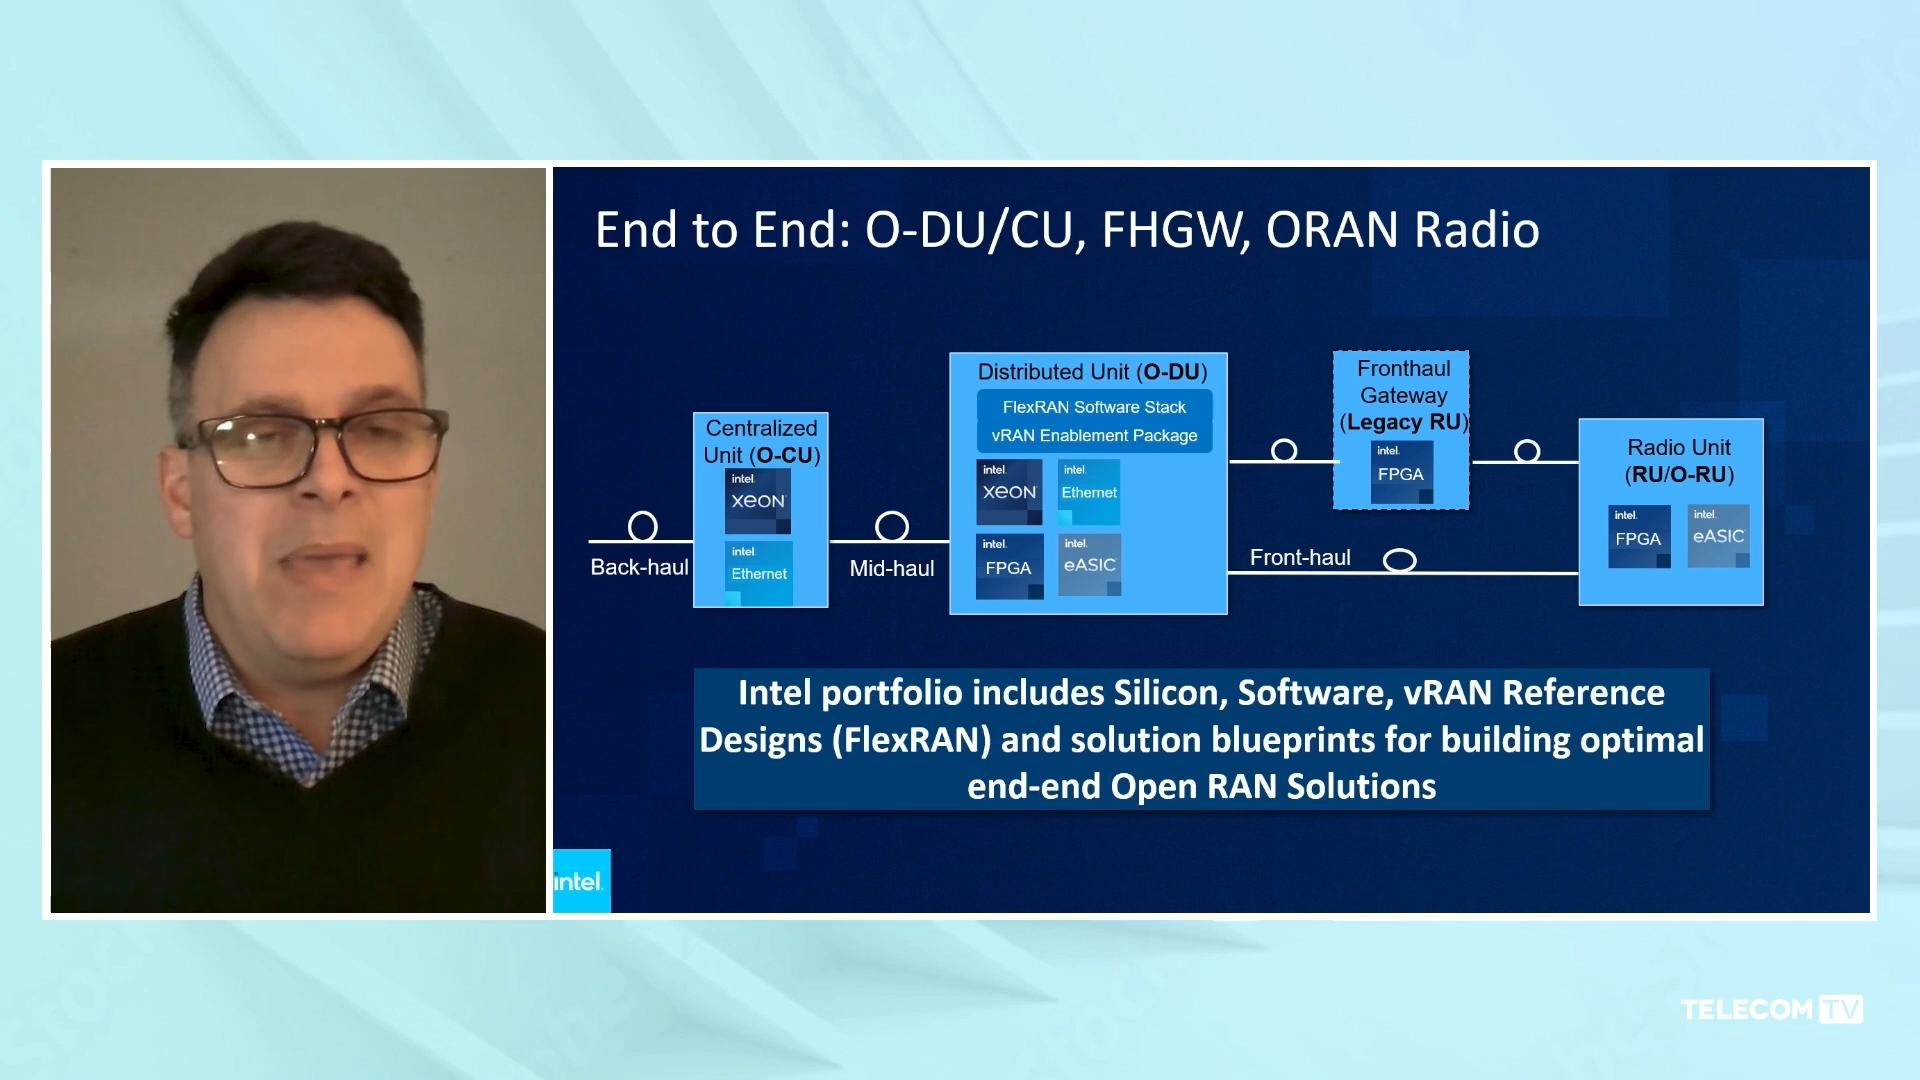 End to End: O-DU/CU, FHGW, ORAN Radio
Centralized
Unit (O-CU)
intel.
XEON
intel.
Ethernet
Back-haul
Mid-haul
Distributed Unit (O-DU)
FlexRAN Software Stack
vRAN Enablement Package
intel.
XEON
intel.
Ethernet
intel.
FPGA
intel.
eASIC
Fronthaul
Gateway
(Legacy RU)
intel.
FPGA
Front-haul
Radio Unit
(RU/O-RU)
intel.
FPGA
intel.
eASIC
Intel portfolio includes Silicon, Software, vRAN Reference
Designs (FlexRAN) and solution blueprints for building optimal
end-end Open RAN Solutions
intel.
TELECOM TV